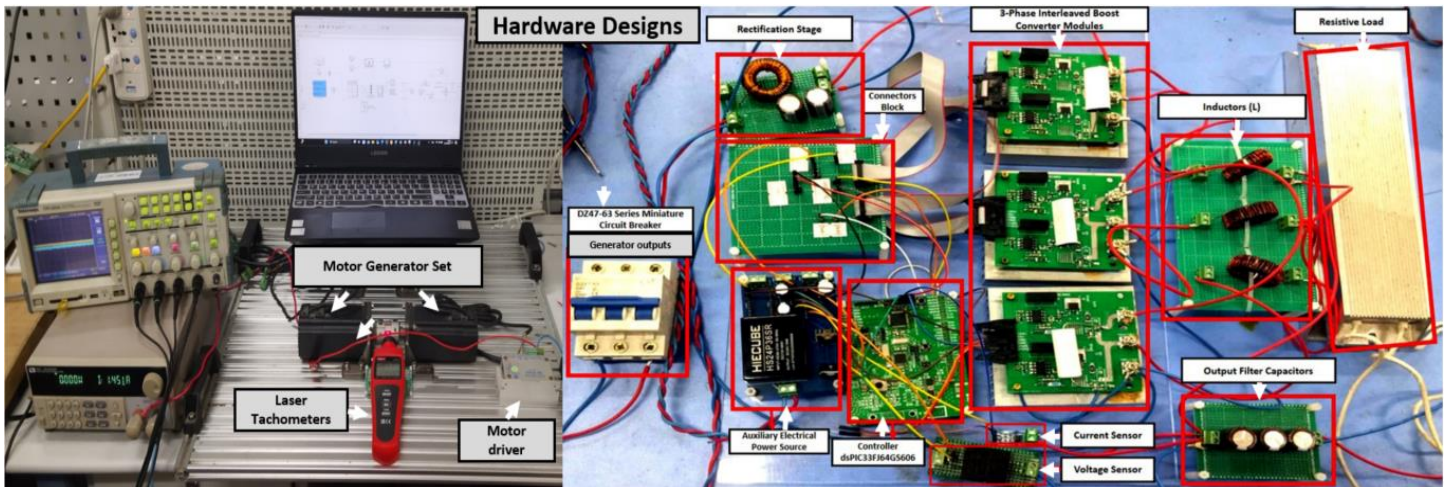 Hardware Designs
Motor Generator Set
Laser
Tachometers
Motor
driver
Rectification Stage
3-Phase Interleaved Boost
Converter Modules
Resistive Load
Connectors
Block
Inductors (L)
DZ47-63 Series Miniature
Circuit Breaker
Generator outputs
HIECUBE
Auxiliary Electrical
Power Source
Controller
dsPIC33FJ64GS606
Output Filter Capacitors
Current Sensor
Voltage Sensor